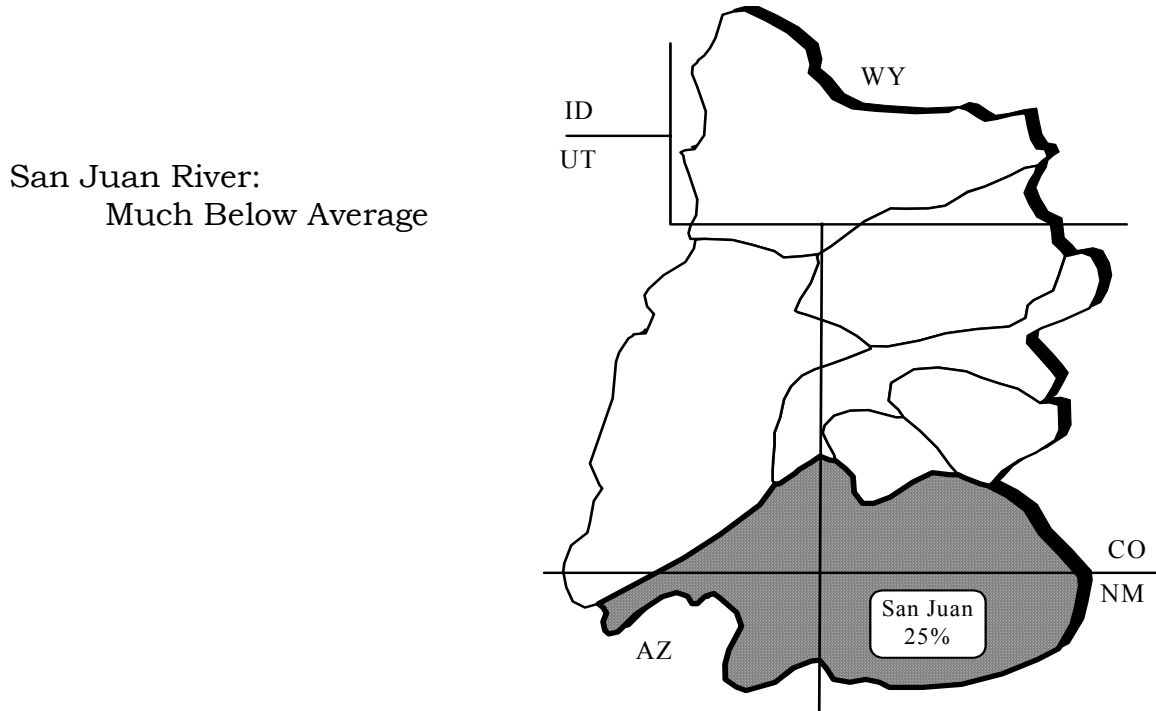 San Juan River:
Much Below Average
WY
ID
UT
CO
NM
San Juan
25%
AZ